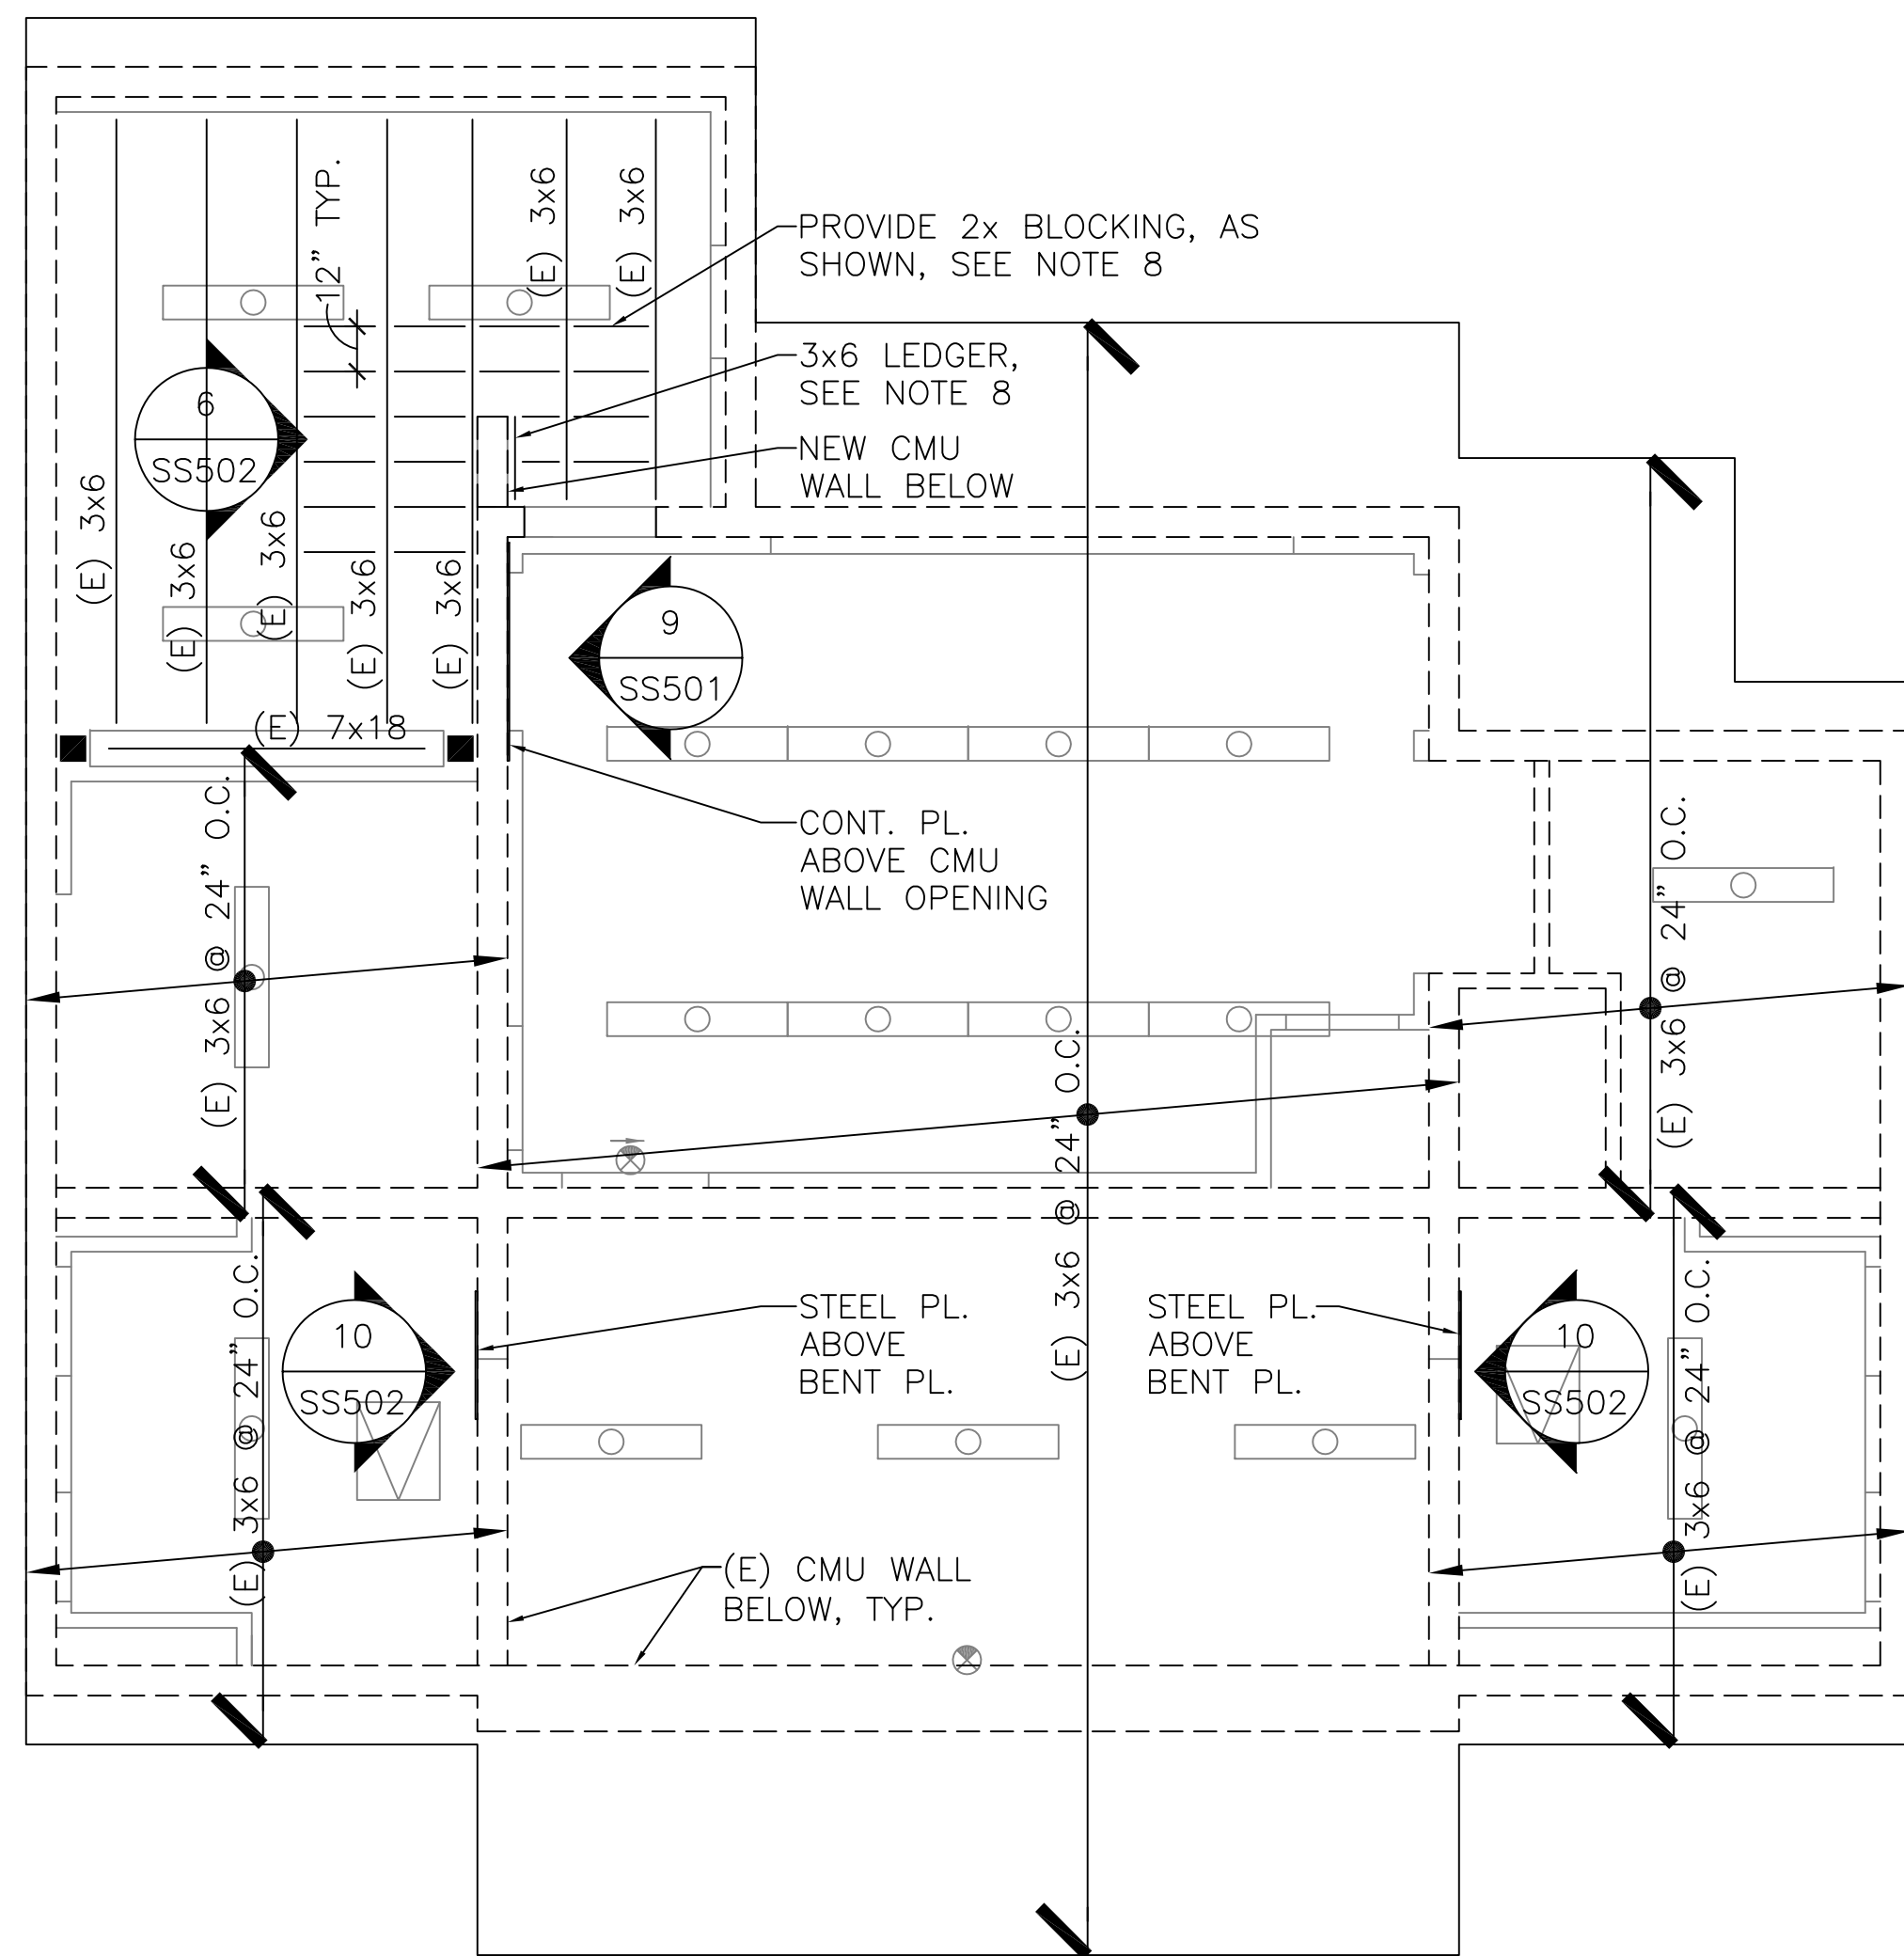 (E) 3x6
(E) 3x6
(E) 3x6
(E) 3x6
(E) 3x6
(E) 3x6
(E) 3x6
12" TYP.
PROVIDE 2x BLOCKING, AS
SHOWN, SEE NOTE 8
3x6 LEDGER,
SEE NOTE 8
NEW CMU
WALL BELOW
6
SS502
9
SS501
(E) 7x18
CONT. PL.
ABOVE CMU
WALL OPENING
(E) 3x6 @ 24" O.C.
(E) 3x6 @ 24" O.C.
(E) 3x6 @ 24" O.C.
(E) 3x6 @ 24" O.C.
(E) 3x6 @ 24" O.C.
10
SS502
STEEL PL.
ABOVE
BENT PL.
STEEL PL.
ABOVE
BENT PL.
10
SS502
(E) CMU WALL
BELOW, TYP.